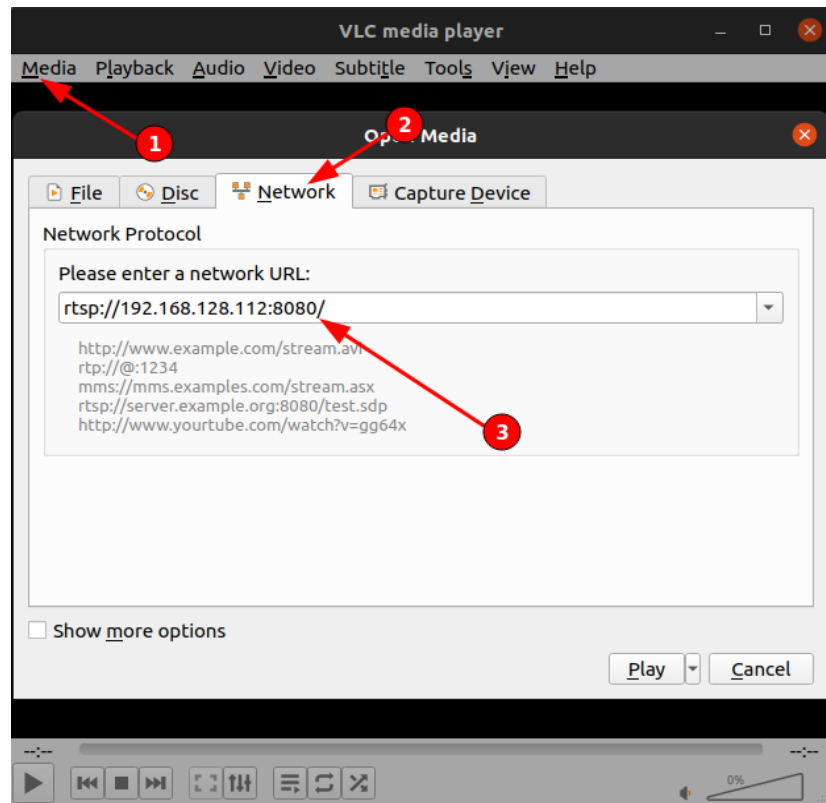 VLC media player
Media Playback Audio Video Subtitle Tools View Help
1
2
Open Media
File Disc Network Capture Device
Network Protocol
Please enter a network URL:
rtsp://192.168.128.112:8080/
http://www.example.com/stream.avi
rtp://@:1234
mms://mms.examples.com/stream.asx
rtsp://server.example.org:8080/test.sdp
http://www.yourtube.com/watch?v=gg64x
3
Show more options
Play Cancel
--:-- --:--
0%